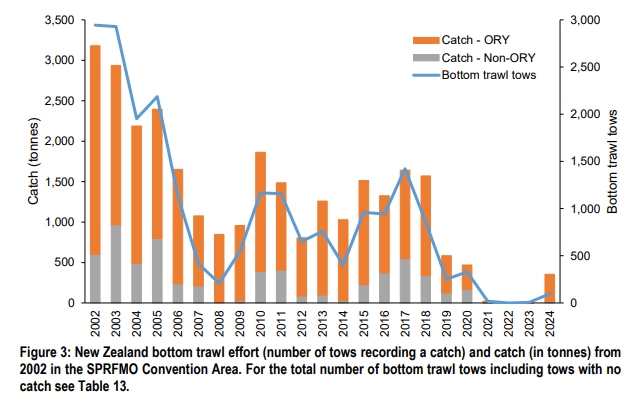 3,500
3,000
2,500
2,000
1,500
1,000
500
0
Catch (tonnes)
Catch - ORY
Catch - Non-ORY
Bottom trawl tows
3,000
2,500
2,000
1,500
1,000
500
0
Bottom trawl tows
2002 2003 2004 2005 2006 2007 2008 2009 2010 2011 2012 2013 2014 2015 2016 2017 2018 2019 2020 2021 2022 2023 2024
Figure 3: New Zealand bottom trawl effort (number of tows recording a catch) and catch (in tonnes) from
2002 in the SPRFMO Convention Area. For the total number of bottom trawl tows including tows with no
catch see Table 13.